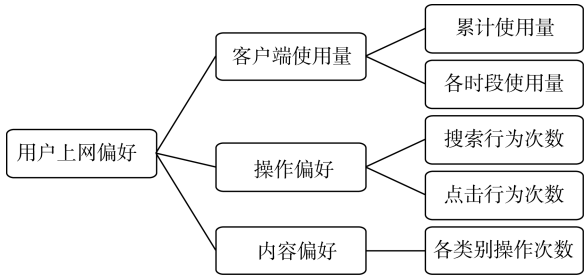 用户上网偏好
客户端使用量
累计使用量
各时段使用量
操作偏好
搜索行为次数
点击行为次数
内容偏好
各类别操作次数